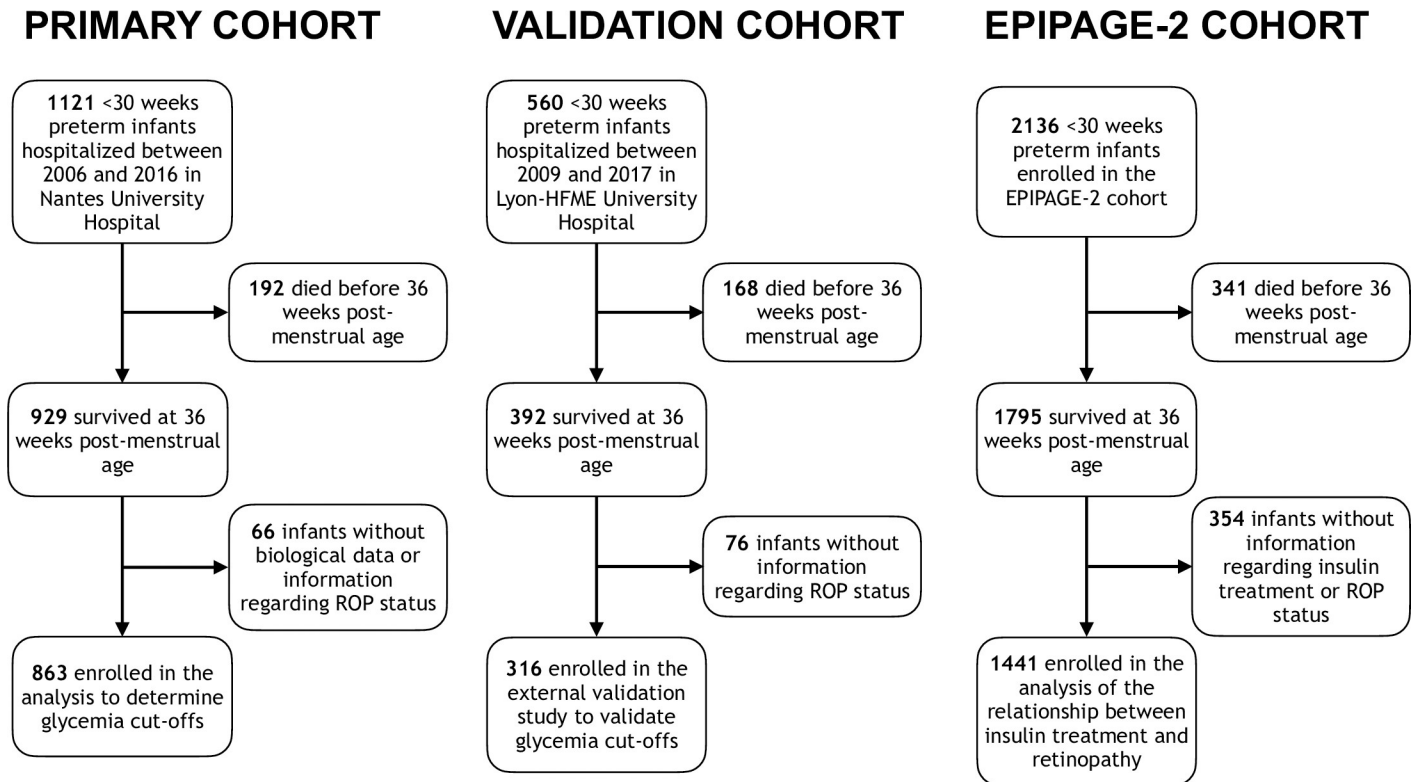 PRIMARY COHORT
1121 <30 weeks
preterm infants
hospitalized between
2006 and 2016 in
Nantes University
Hospital
192 died before 36
weeks post-
menstrual age
929 survived at 36
weeks post-menstrual
age
66 infants without
biological data or
information
regarding ROP status
863 enrolled in the
analysis to determine
glycemia cut-offs
VALIDATION COHORT
560 <30 weeks
preterm infants
hospitalized between
2009 and 2017 in
Lyon-HFME University
Hospital
168 died before 36
weeks post-
menstrual age
392 survived at 36
weeks post-menstrual
age
76 infants without
information
regarding ROP status
316 enrolled in the
external validation
study to validate
glycemia cut-offs
EPIPAGE-2 COHORT
2136 <30 weeks
preterm infants
enrolled in the
EPIPAGE-2 cohort
341 died before 36
weeks post-
menstrual age
1795 survived at 36
weeks post-menstrual
age
354 infants without
information
regarding insulin
treatment or ROP
status
1441 enrolled in the
analysis of the
relationship between
insulin treatment and
retinopathy